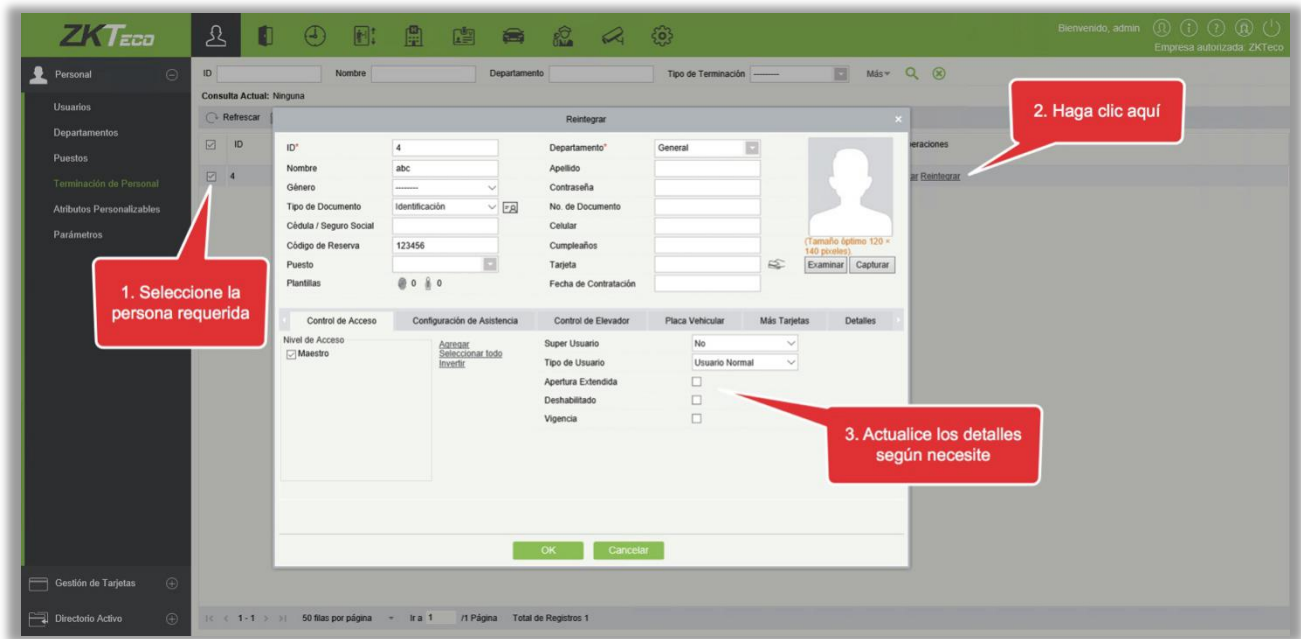 ZKTeco
Bienvenido, admin
Empresa autorizada: ZKTeco
Personal
Usuarios
Departamentos
Puestos
Terminación de Personal
Atributos Personalizables
Parámetros
Gestión de Tarjetas
Directorio Activo
ID
Nombre
Departamento
Tipo de Terminación ---------
Más
Consulta Actual: Ninguna
Refrescar
ID
eraciones
4
ar Reintegrar
Reintegrar
ID* 4
Departamento* General
Nombre abc
Apellido
Género --------
Contraseña
Tipo de Documento Identificación
No. de Documento
Cédula / Seguro Social
Celular
Código de Reserva 123456
Cumpleaños
Puesto
Tarjeta
Plantillas 0 0
Fecha de Contratación
(Tamaño óptimo 120 ×
140 pixeles)
Examinar Capturar
Control de Acceso Configuración de Asistencia Control de Elevador Placa Vehicular Más Tarjetas Detalles
Nivel de Acceso
Maestro
Agregar
Seleccionar todo
Invertir
Super Usuario No
Tipo de Usuario Usuario Normal
Apertura Extendida
Deshabilitado
Vigencia
OK Cancelar
1. Seleccione la
persona requerida
2. Haga clic aquí
3. Actualice los detalles
según necesite
1-1 50 filas por página Ir a 1 /1 Página Total de Registros 1